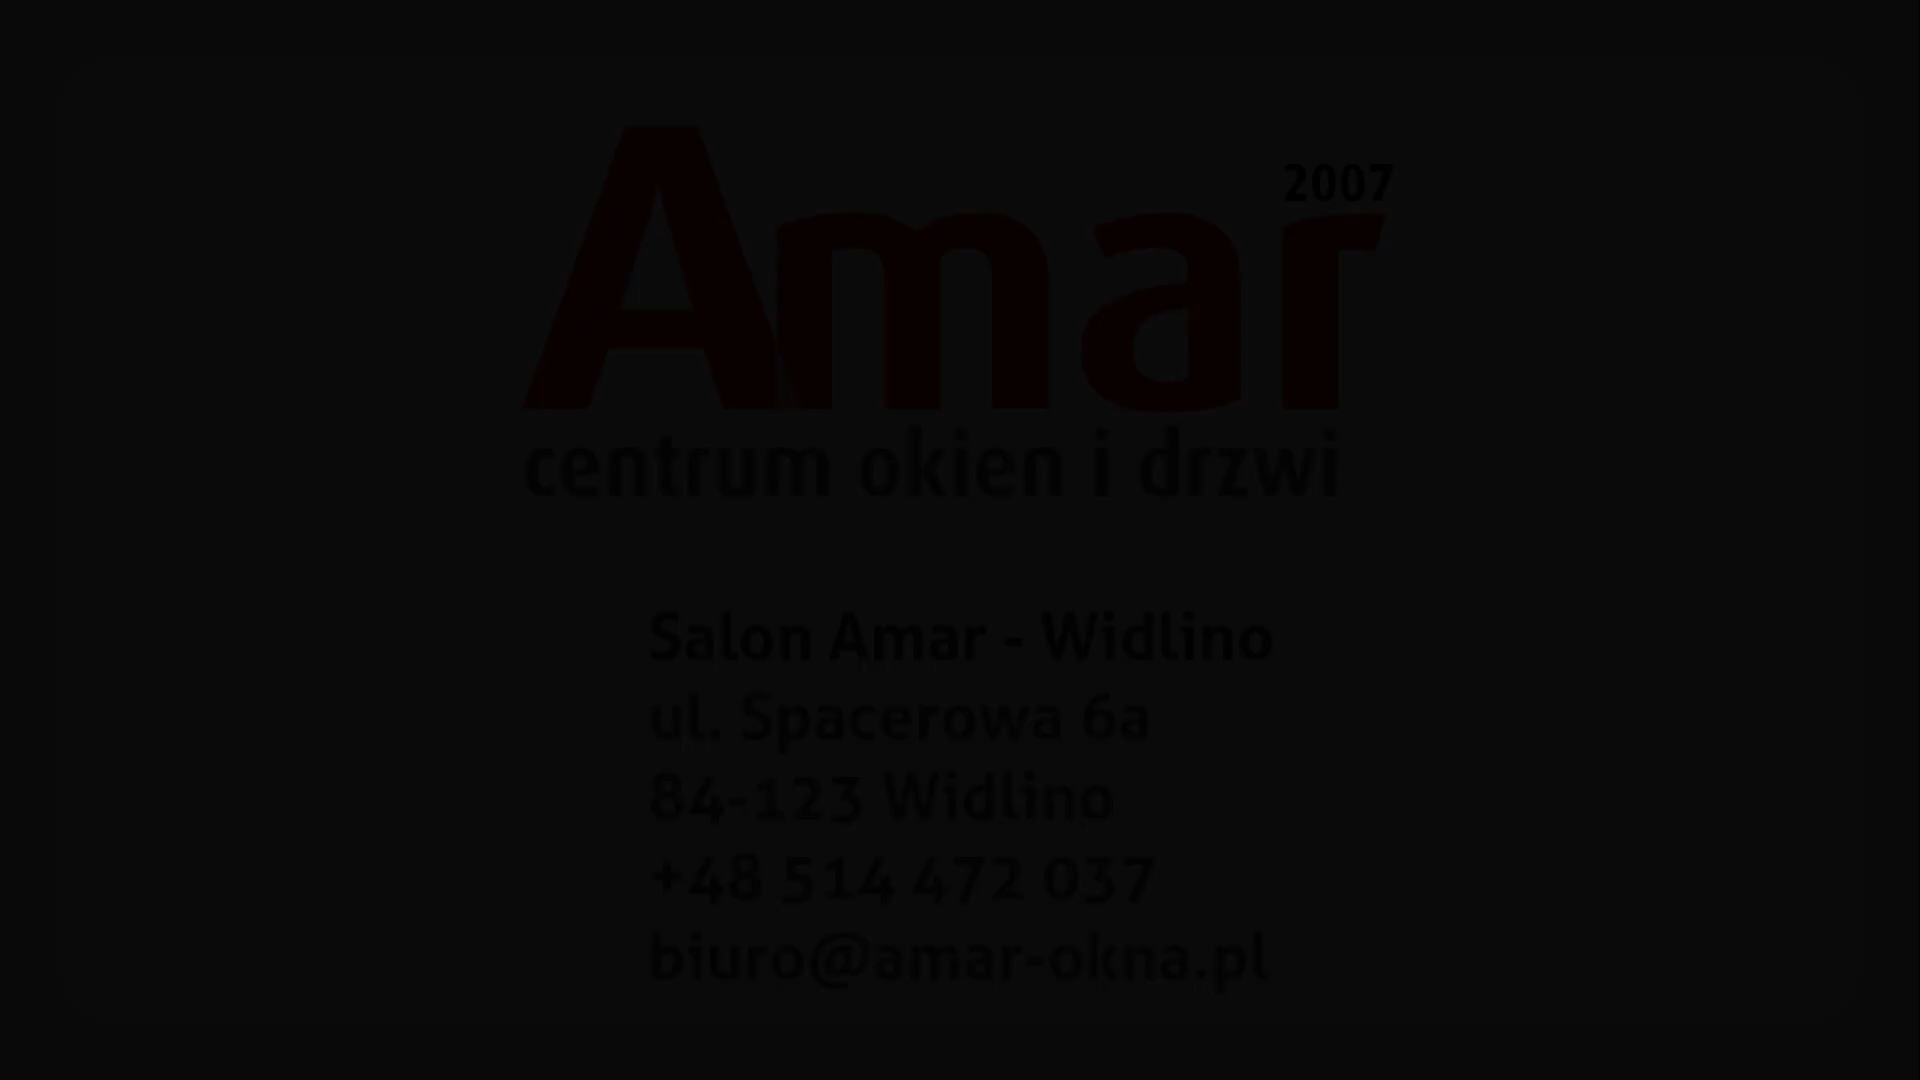 2007
Amar
centrum okien i drzwi
Salon Amar - Widlino
ul. Spacerowa 6a
84-123 Widlino
+48 514 472 037
biuro@amar-okna.pl